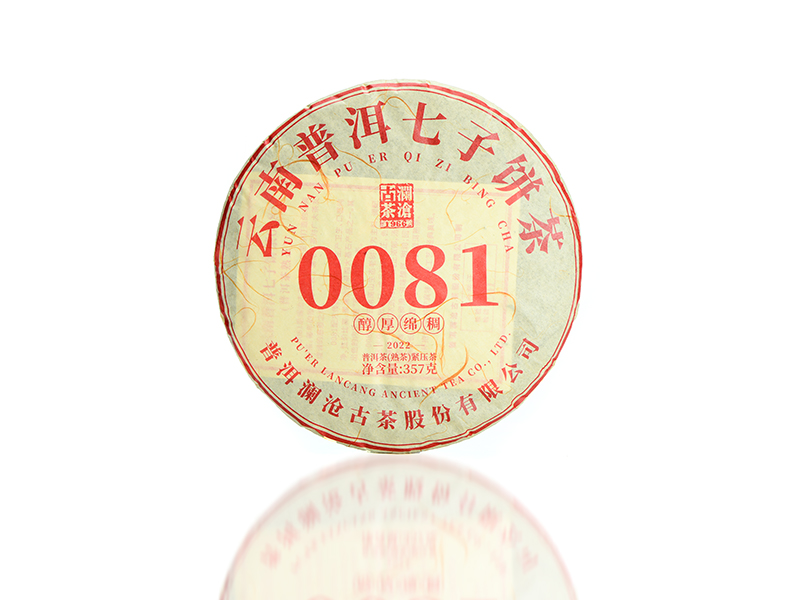 云南普洱七子饼茶
YUN NAN PU ER QI ZI BING CHA
澜沧古茶
1966
0081
醇厚绵稠
2022
普洱茶(熟茶)紧压茶
净含量:357克
PU'ER LANCANG ANCIENT TEA CO., LTD.
普洱澜沧古茶股份有限公司